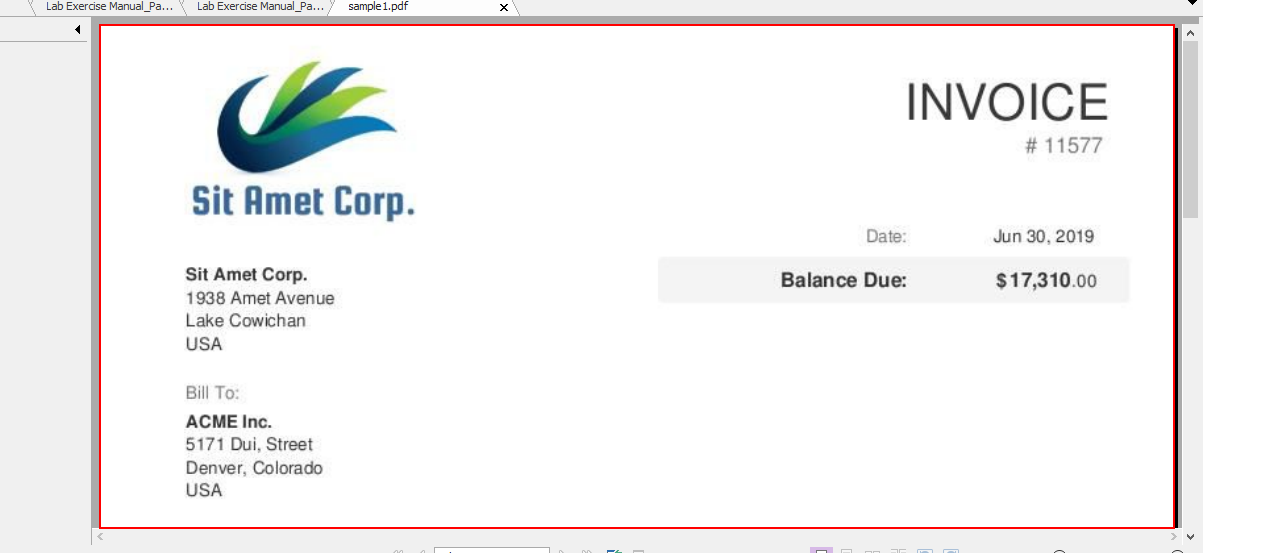 Lab Exercise Manual_Pa...
Lab Exercise Manual_Pa...
sample1.pdf
INVOICE
# 11577
Sit Amet Corp.
Date: Jun 30, 2019
Balance Due: $17,310.00
Sit Amet Corp.
1938 Amet Avenue
Lake Cowichan
USA
Bill To:
ACME Inc.
5171 Dui, Street
Denver, Colorado
USA